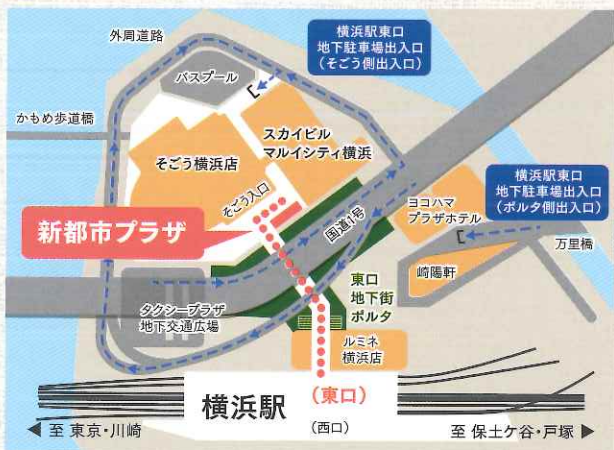 外周道路
横浜駅東口
地下駐車場出入口
(そごう側出入口)
バスプール
かもめ歩道橋
スカイビル
マルイシティ横浜
そごう横浜店
横浜駅東口
地下駐車場出入口
(ポルタ側出入口)
そごう入口
ヨコハマ
プラザホテル
国道1号
新都市プラザ
万里橋
崎陽軒
東口
地下街
ポルタ
タクシープラザ
地下交通広場
ルミネ
横浜店
横浜駅
(東口)
(西口)
◀ 至 東京・川崎
至 保土ケ谷・戸塚 ▶